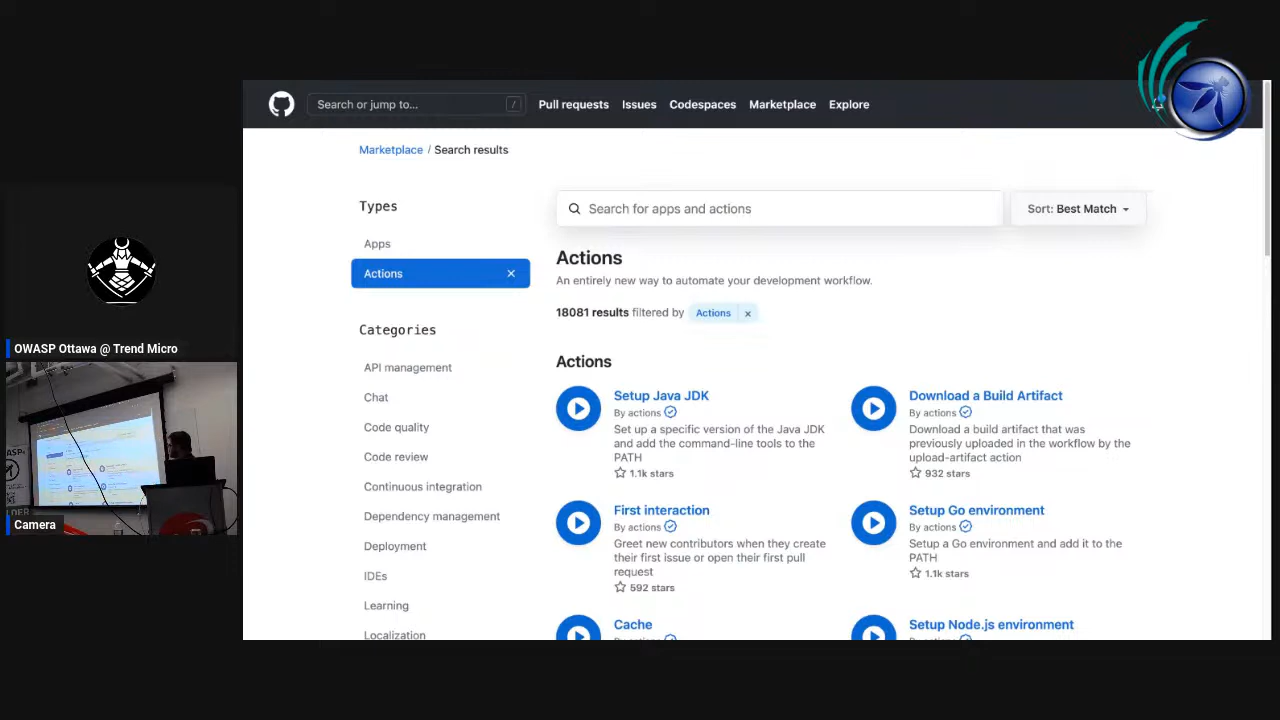 Search or jump to...
/
Pull requests
Issues
Codespaces
Marketplace
Explore
Marketplace / Search results
Types
Apps
Actions
Categories
API management
Chat
Code quality
Code review
Continuous integration
Dependency management
Deployment
IDEs
Learning
Localization
Search for apps and actions
Sort: Best Match
Actions
An entirely new way to automate your development workflow.
18081 results filtered by Actions x
Actions
Setup Java JDK
By actions
Set up a specific version of the Java JDK
and add the command-line tools to the
PATH
1.1k stars
Download a Build Artifact
By actions
Download a build artifact that was
previously uploaded in the workflow by the
upload-artifact action
932 stars
First interaction
By actions
Greet new contributors when they create
their first issue or open their first pull
request
592 stars
Setup Go environment
By actions
Setup a Go environment and add it to the
PATH
1.1k stars
Cache
Setup Node.js environment
OWASP Ottawa @ Trend Micro
Camera